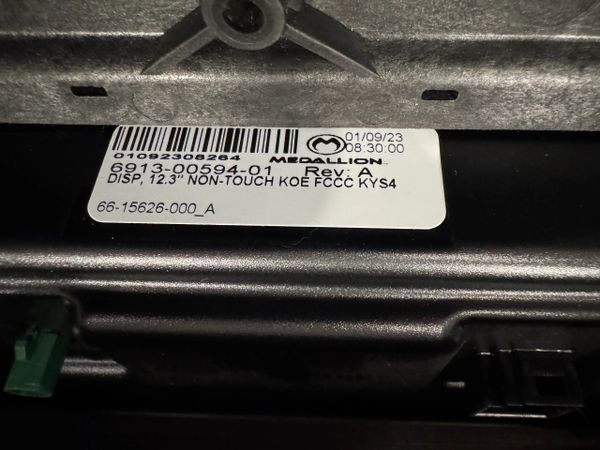 01092308284
MEDALLION
01/09/23
08:30:00
6913-00594-01 Rev: A
DISP, 12.3" NON-TOUCH KOE FCCC KYS4
66-15626-000_A